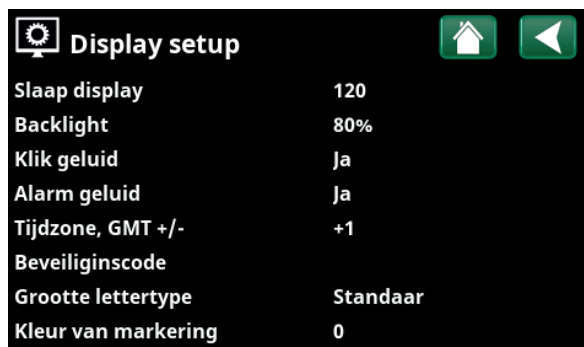 Display setup
Slaap display 120
Backlight 80%
Klik geluid Ja
Alarm geluid Ja
Tijdzone, GMT +/- +1
Beveiliginscode
Grootte lettertype Standaar
Kleur van markering 0